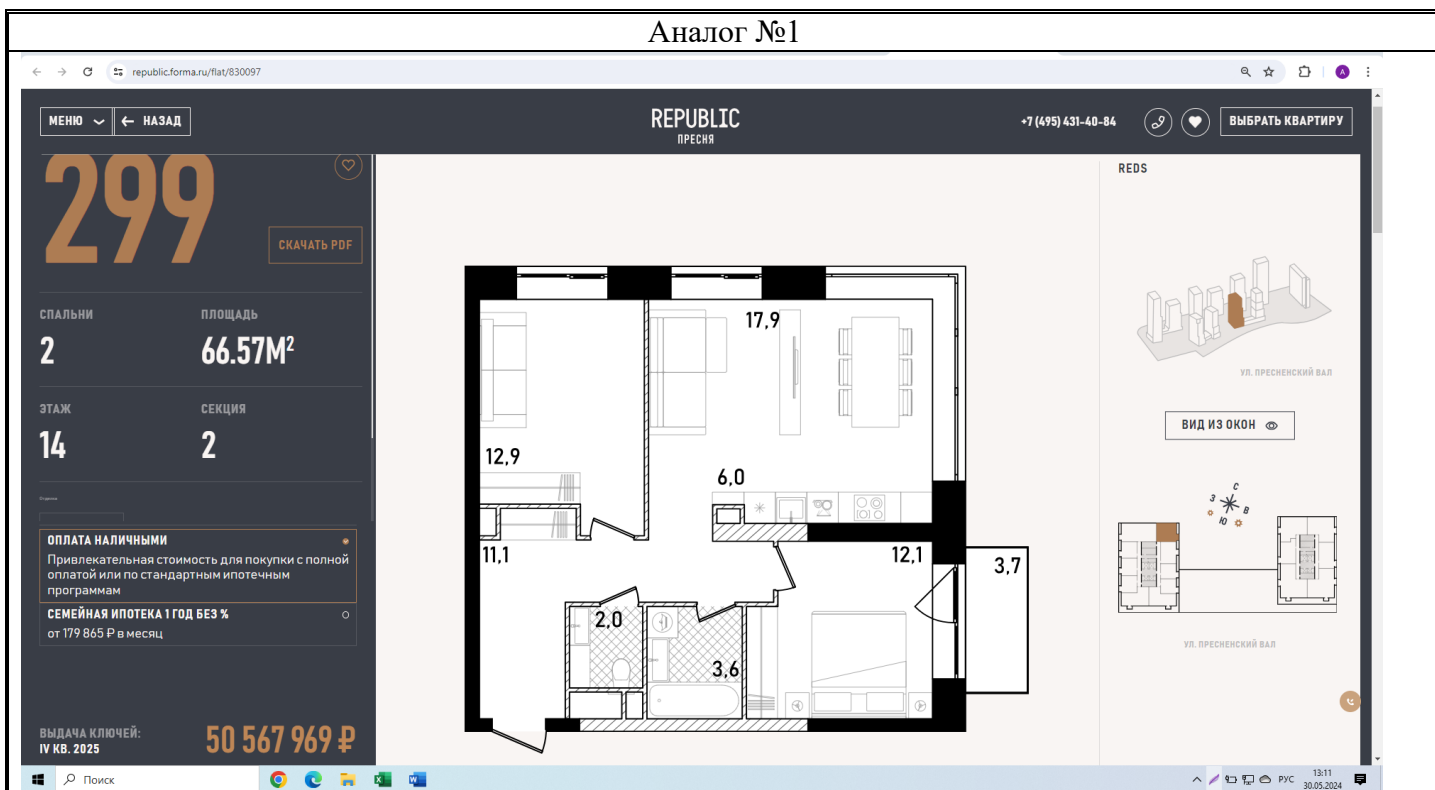 Аналог №1
republic.forma.ru/flat/830097
А
МЕНЮ
НАЗАД
REPUBLIC
ПРЕСНЯ
+7 (495) 431-40-84
ВЫБРАТЬ КВАРТИРУ
299
СКАЧАТЬ PDF
СПАЛЬНИ
ПЛОЩАДЬ
2
66.57М²
ЭТАЖ
СЕКЦИЯ
14
2
ОПЛАТА НАЛИЧНЫМИ
Привлекательная стоимость для покупки с полной
оплатой или по стандартным ипотечным
программам
СЕМЕЙНАЯ ИПОТЕКА 1 ГОД БЕЗ %
от 179 865 ₽ в месяц
ВЫДАЧА КЛЮЧЕЙ:
IV КВ. 2025
50 567 969 ₽
17,9
12,9
6,0
11,1
12,1
3,7
2,0
3,6
REDS
УЛ. ПРЕСНЕНСКИЙ ВАЛ
ВИД ИЗ ОКОН
С
З
В
Ю
УЛ. ПРЕСНЕНСКИЙ ВАЛ
Поиск
РУС
13:11
30.05.2024